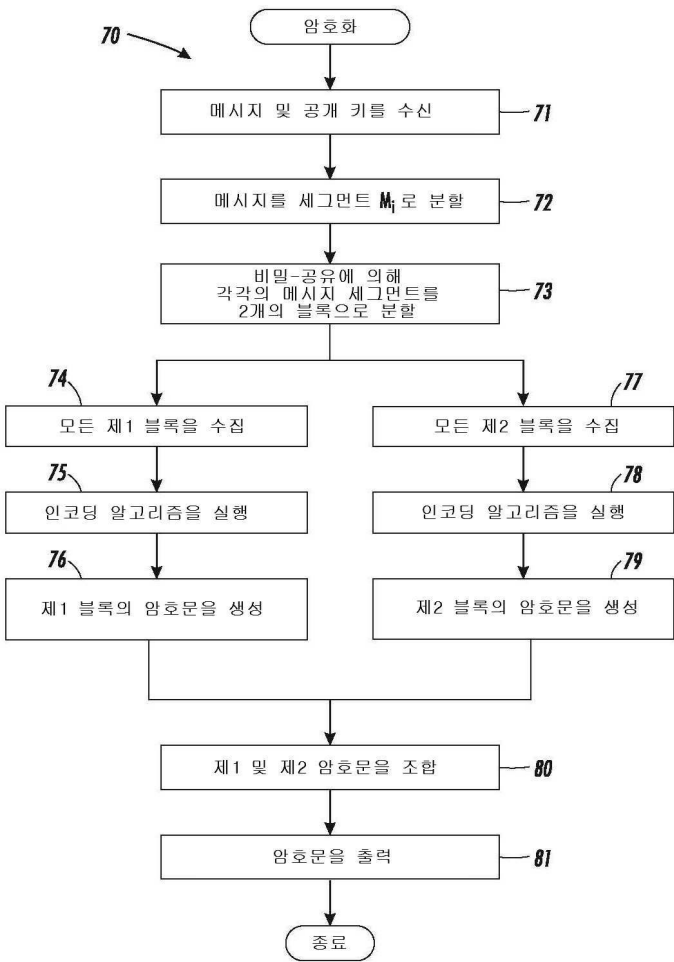 암호화
70
메시지 및 공개 키를 수신
71
메시지를 세그먼트 Mi로 분할
72
비밀-공유에 의해
각각의 메시지 세그먼트를
2개의 블록으로 분할
73
74
모든 제1 블록을 수집
77
모든 제2 블록을 수집
75
인코딩 알고리즘을 실행
78
인코딩 알고리즘을 실행
76
제1 블록의 암호문을 생성
79
제2 블록의 암호문을 생성
제1 및 제2 암호문을 조합
80
암호문을 출력
81
종료